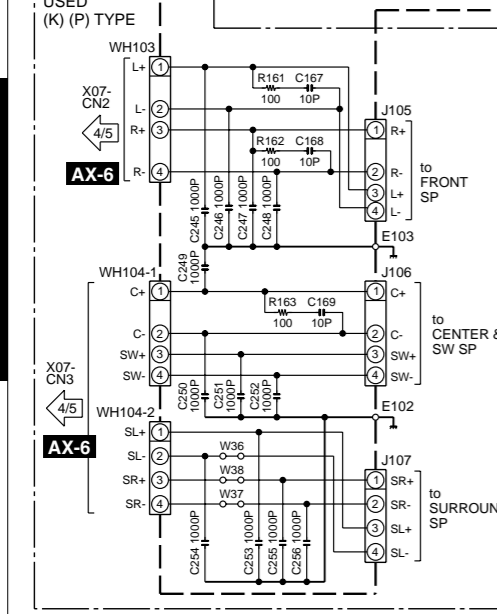 USED
(K) (P) TYPE
WH103
X07-
CN2
4/5
AX-6
1 L+
2 L-
3 R+
4 R-
R161 C167
100 10P
R162 C168
100 10P
C245 1000P
C246 1000P
C247 1000P
C248 1000P
J105
1 R+
2 R-
3 L+
4 L-
to
FRONT
SP
E103
C249
1000P
WH104-1
C+ 1
C- 2
SW+ 3
SW- 4
R163 C169
100 10P
J106
1 C+
2 C-
3 SW+
4 SW-
to
CENTER &
SW SP
C250
1000P
C251
1000P
C252
1000P
E102
X07-
CN3
4/5
AX-6
WH104-2
SL+ 1
SL- 2
SR+ 3
SR- 4
W36
W38
W37
C254 1000P
C253 1000P
C255 1000P
C256 1000P
J107
1 SR+
2 SR-
3 SL+
4 SL-
to
SURROUN
SP